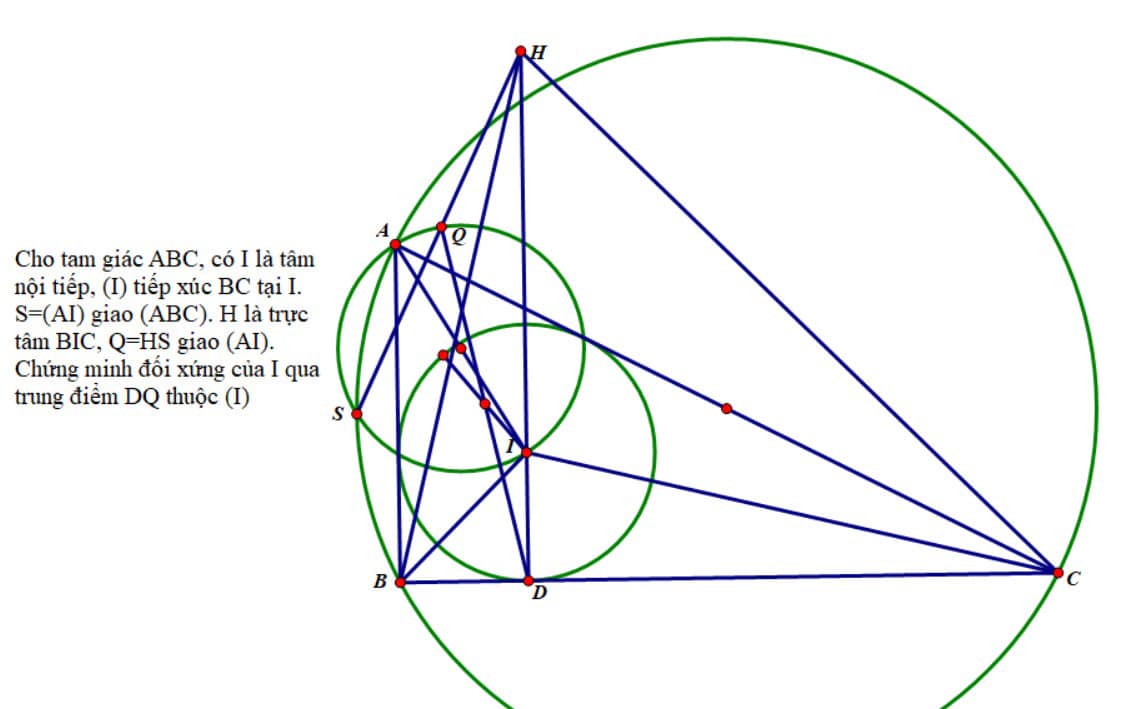 H
A
Q
Cho tam giác ABC, có I là tâm
nội tiếp, (I) tiếp xúc BC tại I.
S=(AI) giao (ABC). H là trực
tâm BIC, Q=HS giao (AI).
Chứng minh đối xứng của I qua
trung điểm DQ thuộc (I)
S
I
B
D
C